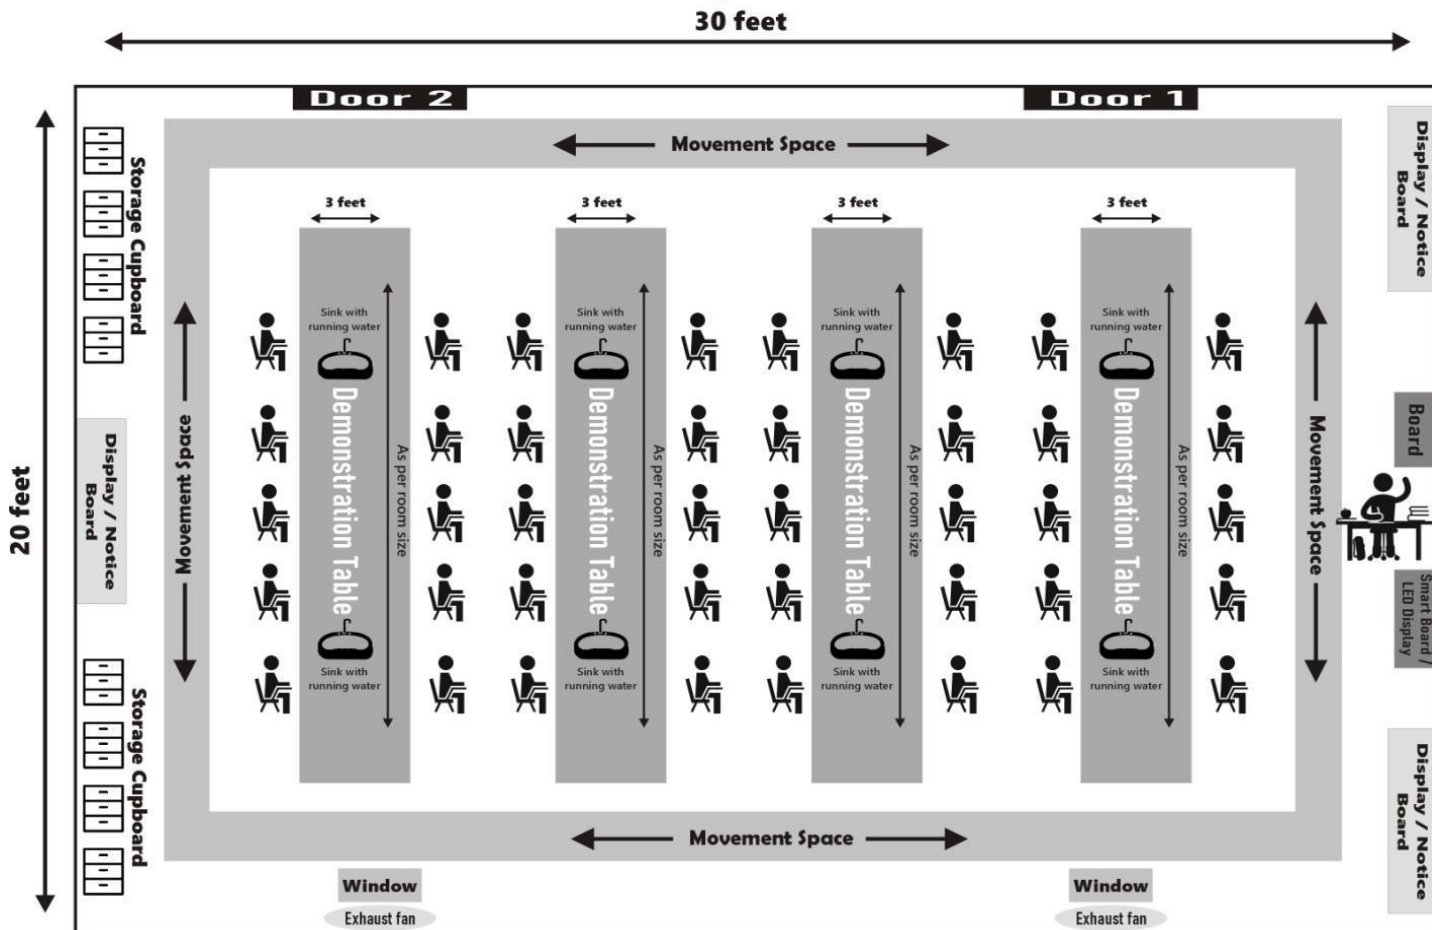 30 feet
Door 2
Door 1
Movement Space
20 feet
Storage Cupboard
Display / Notice
Board
Storage Cupboard
Movement Space
3 feet
3 feet
3 feet
3 feet
Sink with
running water
Demonstration Table
As per room size
Sink with
running water
Sink with
running water
Demonstration Table
As per room size
Sink with
running water
Sink with
running water
Demonstration Table
As per room size
Sink with
running water
Sink with
running water
Demonstration Table
As per room size
Sink with
running water
Movement Space
Display / Notice
Board
Board
Smart Board /
LED Display
Display / Notice
Board
Movement Space
Window
Exhaust fan
Window
Exhaust fan